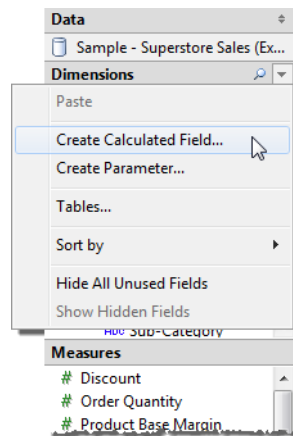 Data
Sample - Superstore Sales (Ex...
Dimensions
Paste
Create Calculated Field...
Create Parameter...
Tables...
Sort by
Hide All Unused Fields
Show Hidden Fields
Abc Sub-Category
Measures
# Discount
# Order Quantity
# Product Base Margin